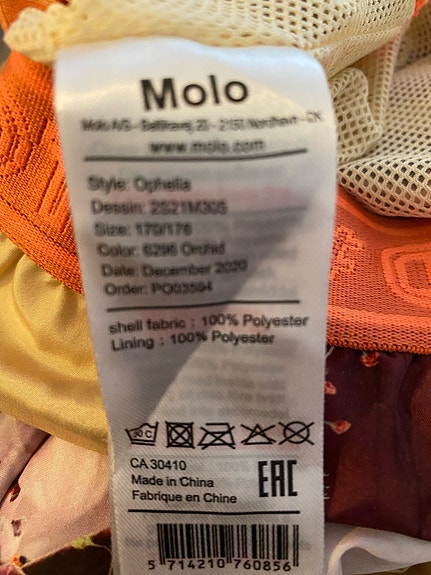 Molo
Molo A/S - Baltikavej 20 - 2150 Nordhavn - DK
www.molo.com
Style: Ophelia
Dessin: 2S21M305
Size: 170/176
Color: 6296 Orchid
Date: December 2020
Order: PO03594
shell fabric : 100% Polyester
Lining : 100% Polyester
CA 30410
Made in China
Fabrique en Chine
EAC
5 714210 760856